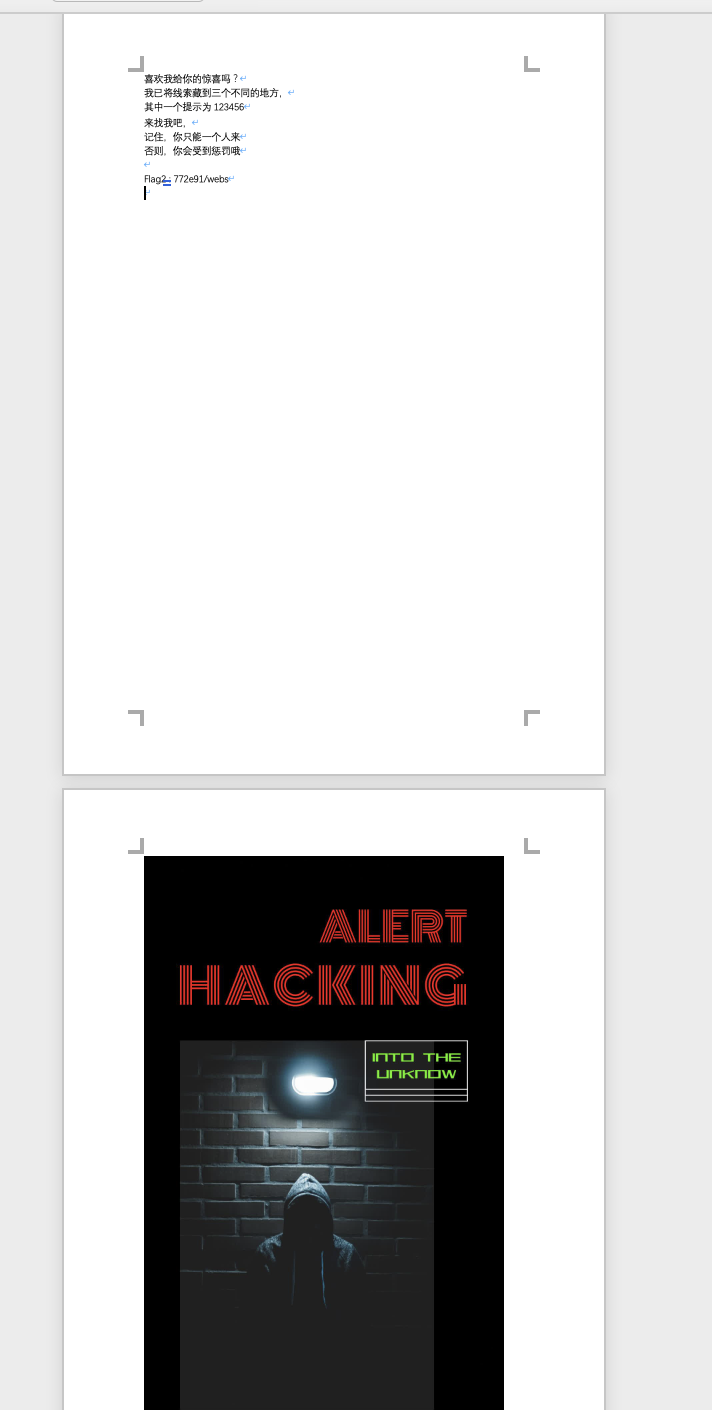 喜欢我给你的惊喜吗？
我已将线索藏到三个不同的地方，
其中一个提示为 123456
来找我吧，
记住，你只能一个人来
否则，你会受到惩罚哦
Flag2 : 772e91/webs
ALERT
HACKING
INTO THE
UNKNOW